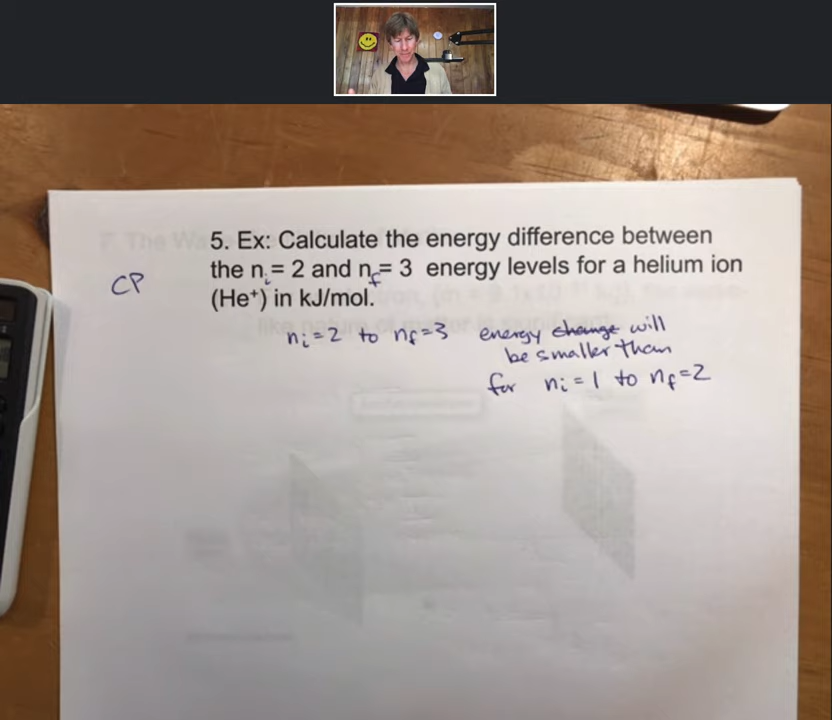 5. Ex: Calculate the energy difference between
the nᵢ = 2 and n_f = 3 energy levels for a helium ion
(He⁺) in kJ/mol.
CP
nᵢ = 2 to n_f = 3 energy change will
be smaller than
for nᵢ = 1 to n_f = 2